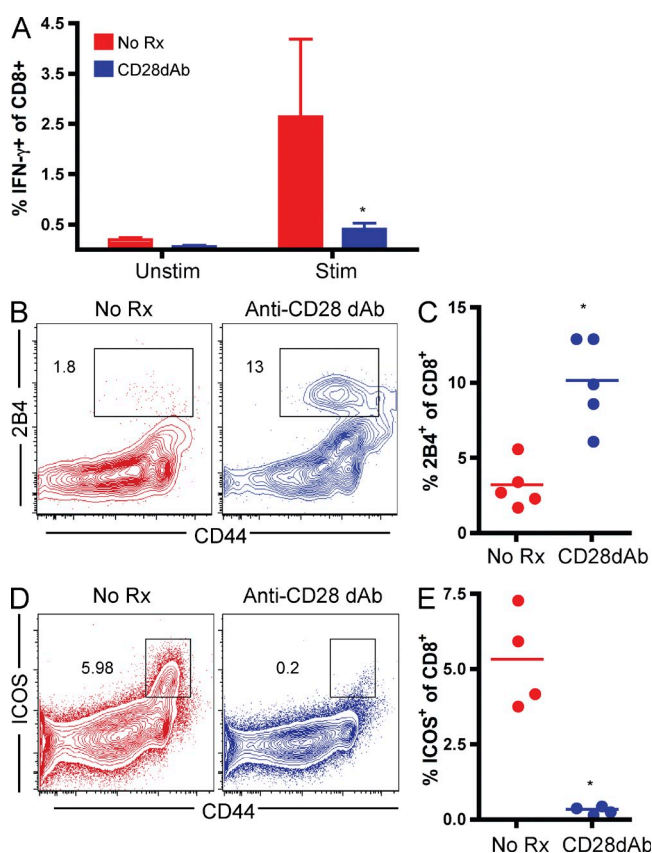 A
4.5
3.5
2.5
1.5
0.5
% IFN-γ+ of CD8+
No Rx
CD28dAb
*
Unstim
Stim
B
No Rx
Anti-CD28 dAb
1.8
13
2B4
CD44
C
15
10
5
0
% 2B4⁺ of CD8⁺
*
No Rx
CD28dAb
D
No Rx
Anti-CD28 dAb
5.98
0.2
ICOS
CD44
E
7.5
5.0
2.5
0.0
% ICOS⁺ of CD8⁺
*
No Rx
CD28dAb